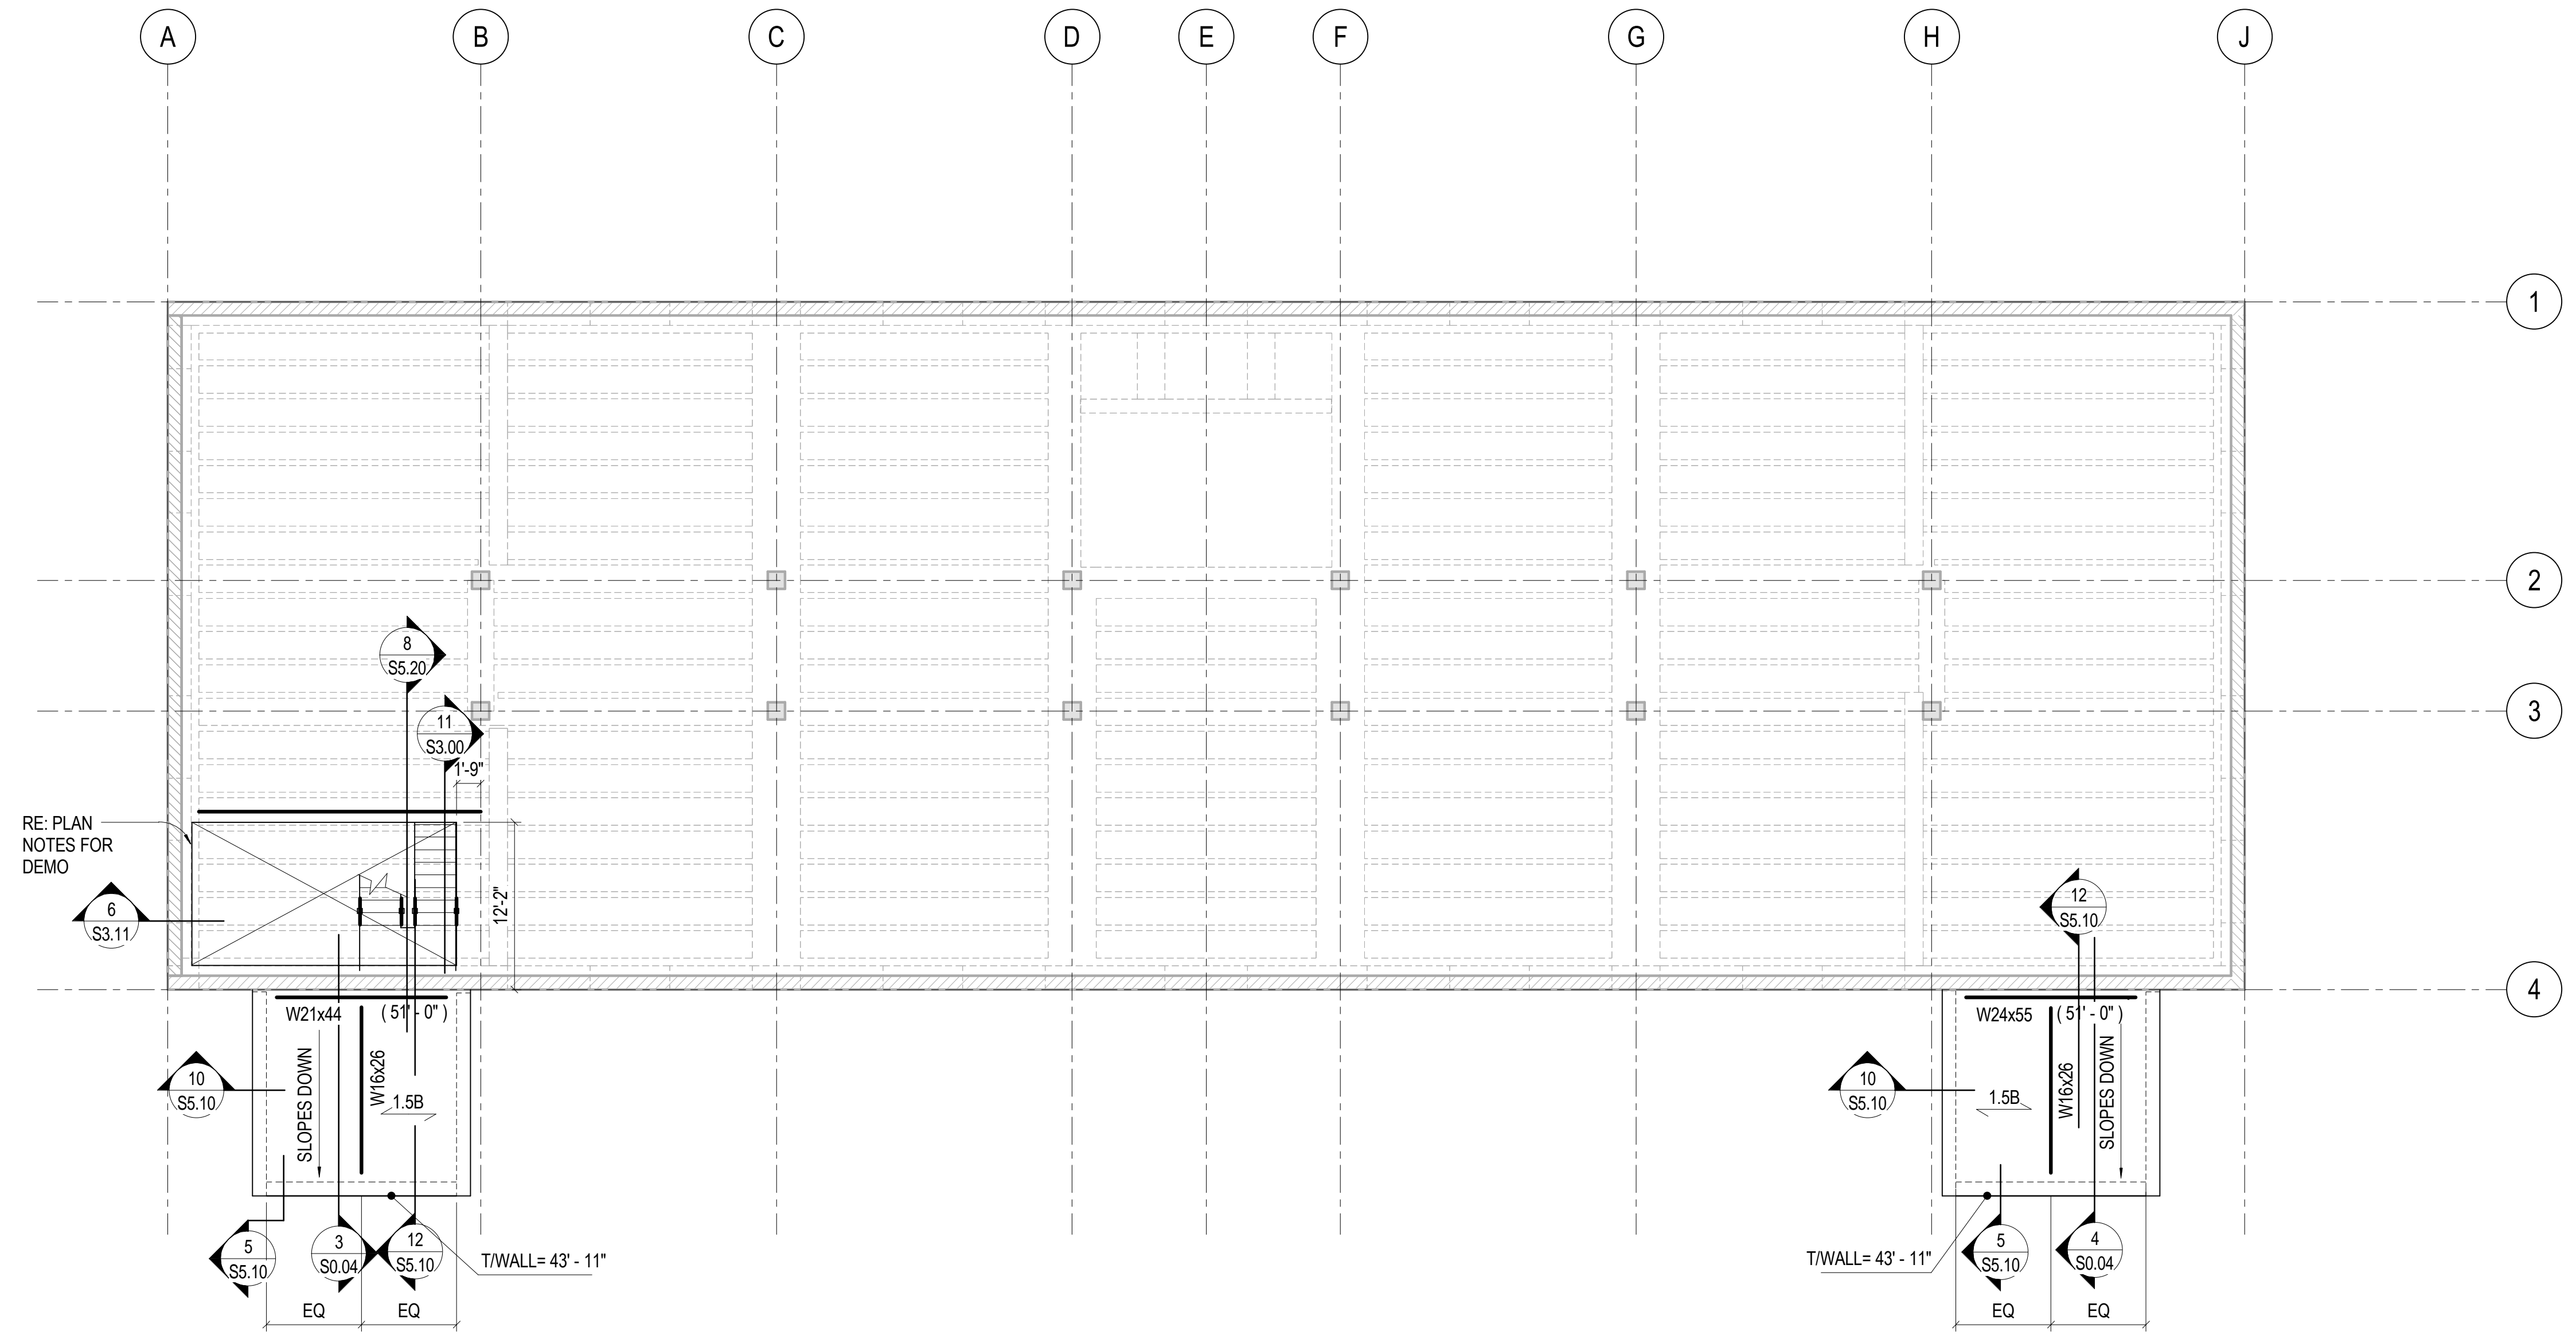 A B C D E F G H J
1
2
3
4
8
S5.20
11
S3.00
1'-9"
RE: PLAN
NOTES FOR
DEMO
6
S3.11
12'-2"
12
S5.10
W21x44 ( 51' - 0" )
W24x55 ( 51' - 0" )
SLOPES DOWN
W16x26
1.5B
10
S5.10
10
S5.10
1.5B
W16x26
SLOPES DOWN
5
S5.10
3
S0.04
12
S5.10
T/WALL= 43' - 11"
T/WALL= 43' - 11"
5
S5.10
4
S0.04
EQ EQ
EQ EQ